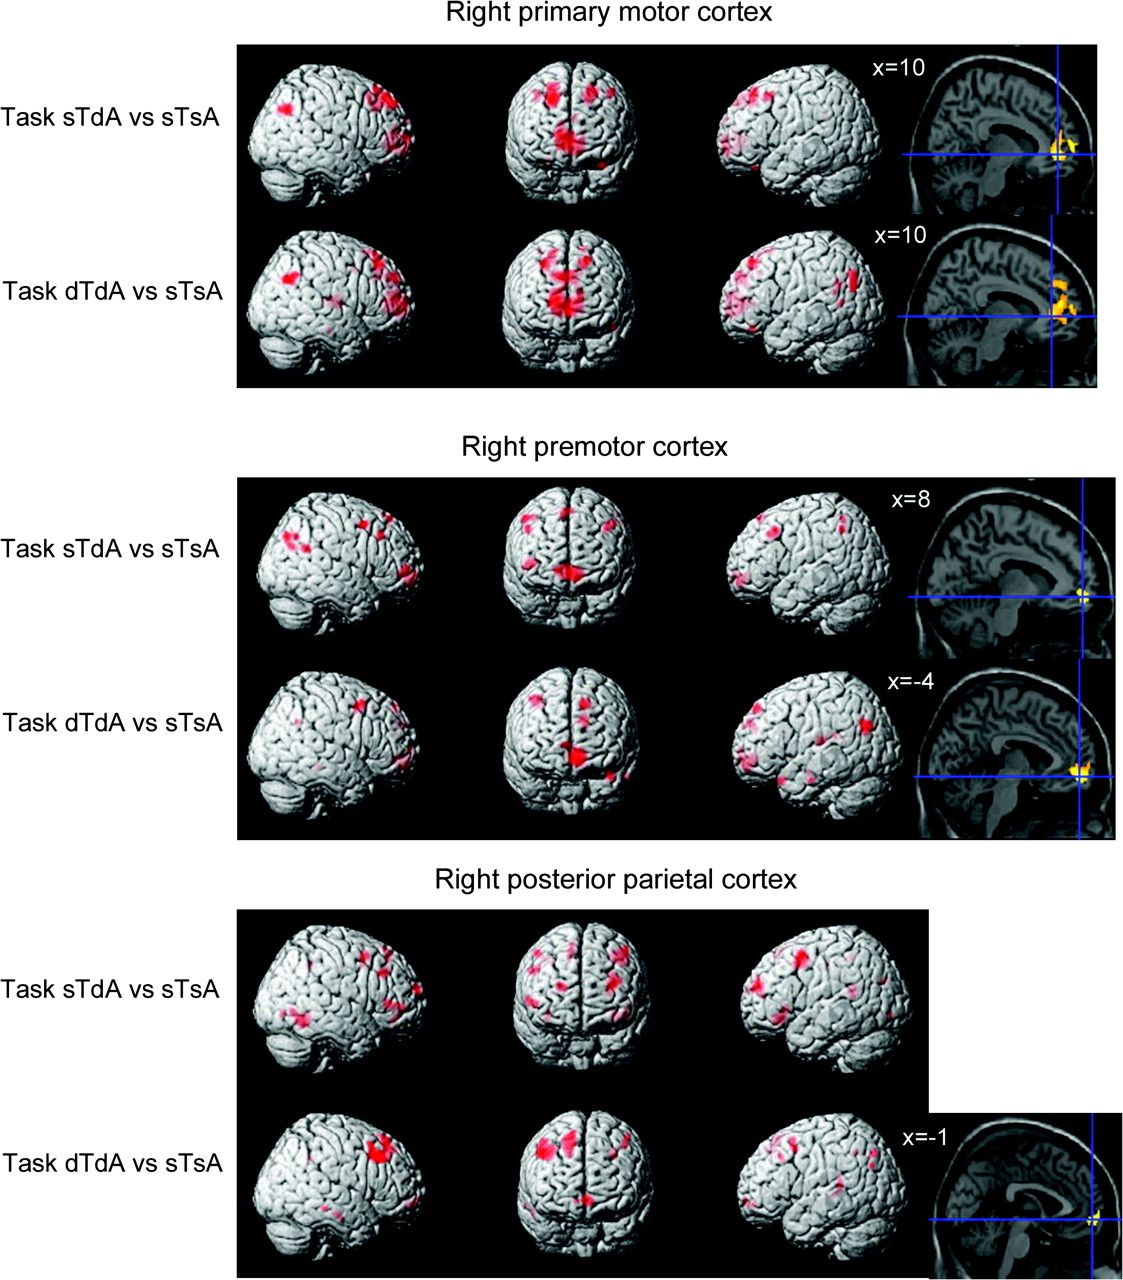 Right primary motor cortex
x=10
Task sTdA vs sTsA
x=10
Task dTdA vs sTsA
Right premotor cortex
x=8
Task sTdA vs sTsA
x=-4
Task dTdA vs sTsA
Right posterior parietal cortex
Task sTdA vs sTsA
x=-1
Task dTdA vs sTsA